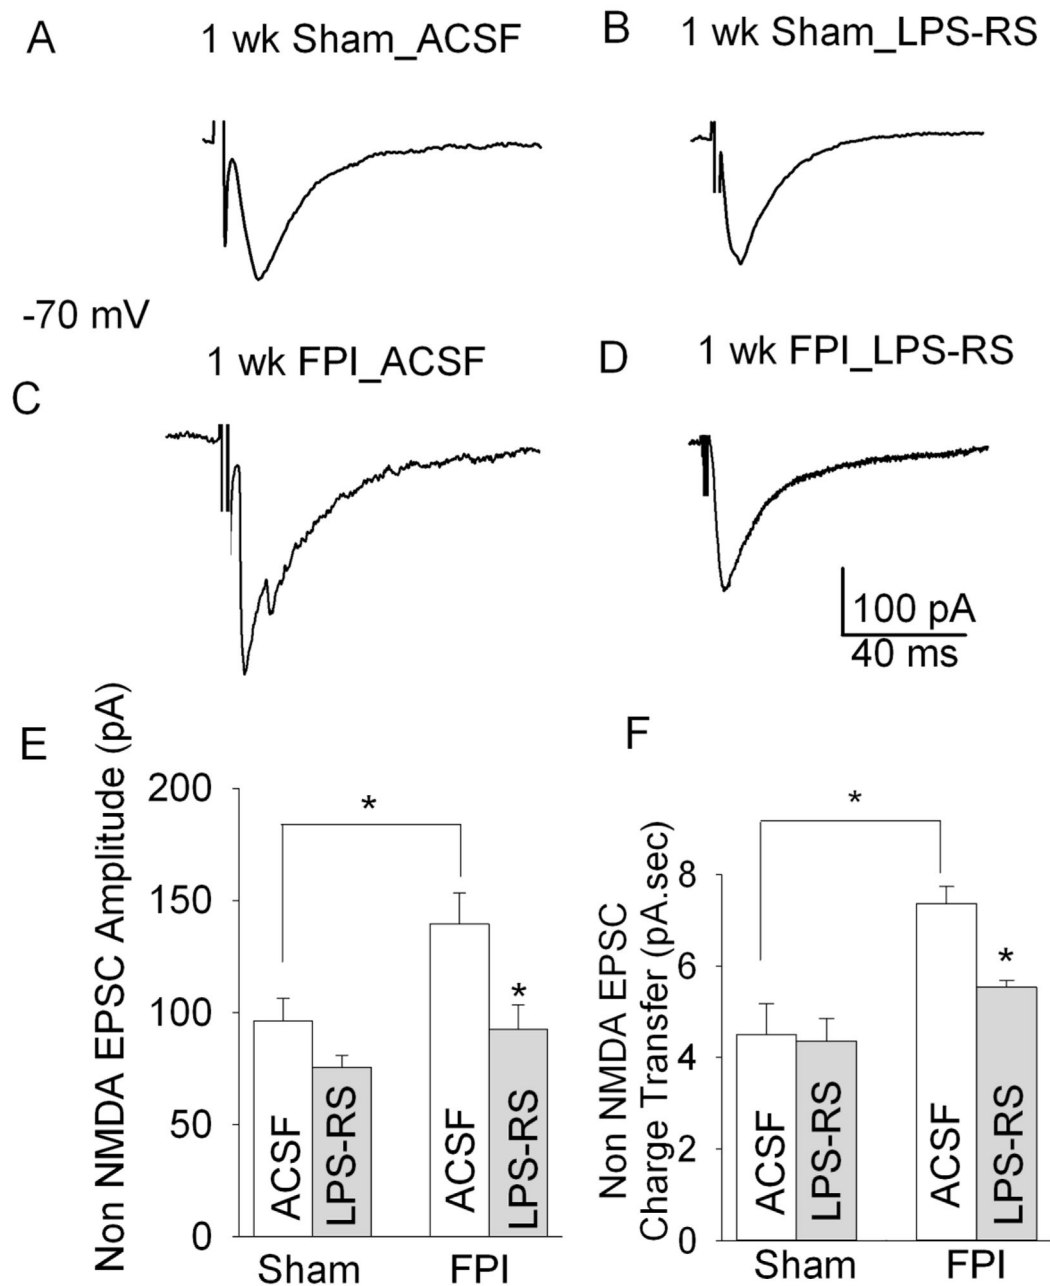 A
1 wk Sham_ACSF
B
1 wk Sham_LPS-RS
-70 mV
1 wk FPI_ACSF
D
1 wk FPI_LPS-RS
C
100 pA
40 ms
E
Non NMDA EPSC Amplitude (pA)
200
150
100
50
0
*
*
ACSF
LPS-RS
ACSF
LPS-RS
Sham
FPI
F
Non NMDA EPSC
Charge Transfer (pA.sec)
8
6
4
2
0
*
*
ACSF
LPS-RS
ACSF
LPS-RS
Sham
FPI